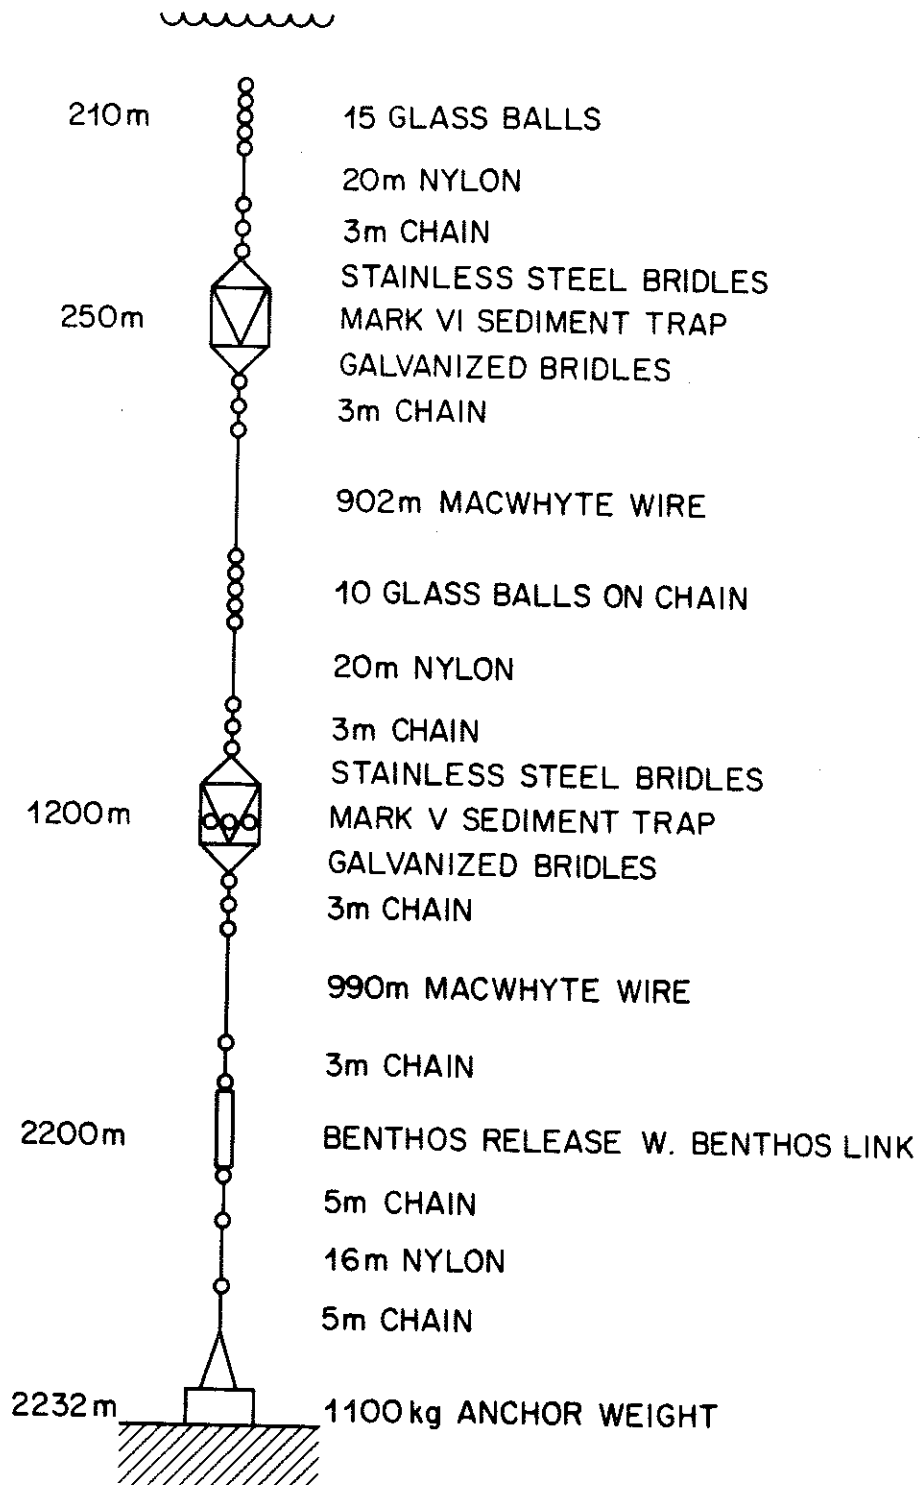 210m 15 GLASS BALLS
20m NYLON
3m CHAIN
STAINLESS STEEL BRIDLES
250m MARK VI SEDIMENT TRAP
GALVANIZED BRIDLES
3m CHAIN
902m MACWHYTE WIRE
10 GLASS BALLS ON CHAIN
20m NYLON
3m CHAIN
STAINLESS STEEL BRIDLES
1200m MARK V SEDIMENT TRAP
GALVANIZED BRIDLES
3m CHAIN
990m MACWHYTE WIRE
3m CHAIN
2200m BENTHOS RELEASE W. BENTHOS LINK
5m CHAIN
16m NYLON
5m CHAIN
2232m 1100kg ANCHOR WEIGHT